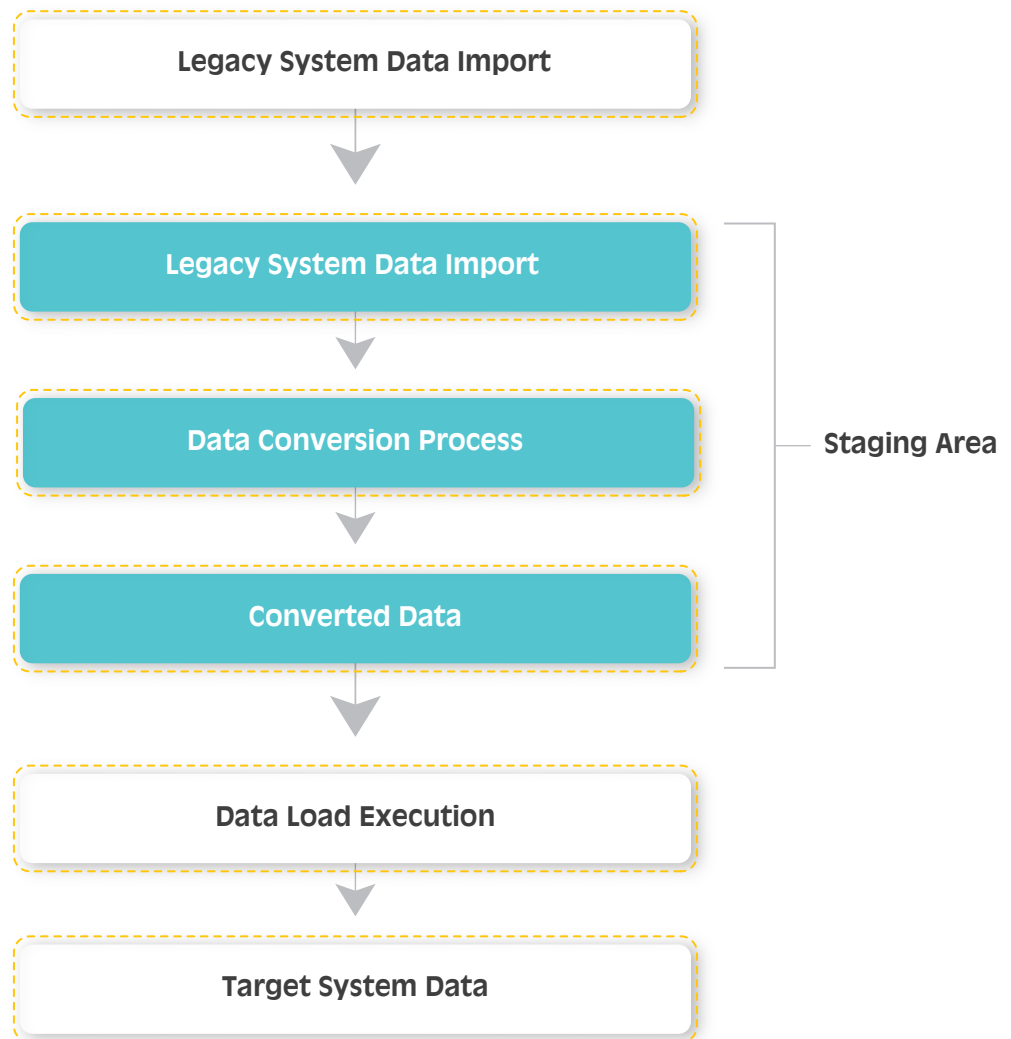 Legacy System Data Import
Legacy System Data Import
Data Conversion Process
Staging Area
Converted Data
Data Load Execution
Target System Data